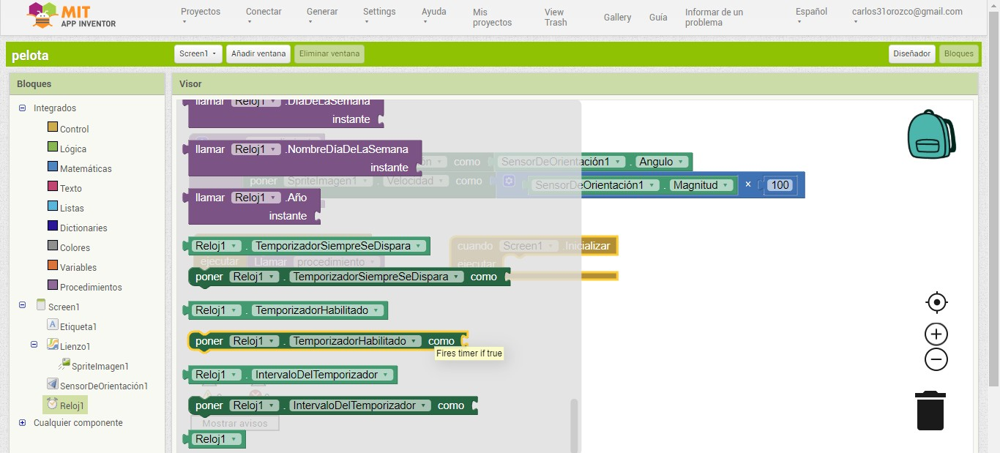 MIT
APP INVENTOR
Proyectos
Conectar
Generar
Settings
Ayuda
Mis
proyectos
View
Trash
Gallery
Guía
Informar de un
problema
Español
carlos31orozco@gmail.com
pelota
Screen1
Añadir ventana
Eliminar ventana
Diseñador
Bloques
Bloques
Visor
Integrados
Control
Lógica
Matemáticas
Texto
Listas
Dictionaries
Colores
Variables
Procedimientos
Screen1
Etiqueta1
Lienzo1
SpriteImagen1
SensorDeOrientación1
Reloj1
Cualquier componente
llamar Reloj1 .DíaDeLaSemana
instante
llamar Reloj1 .NombreDíaDeLaSemana
instante
llamar Reloj1 .Año
instante
como SensorDeOrientación1 . Angulo
poner SpriteImagen1 . Velocidad como SensorDeOrientación1 . Magnitud × 100
cuando Screen1 .Inicializar
ejecutar
ejecutar Llamar procedimiento
Reloj1 . TemporizadorSiempreSeDispara
poner Reloj1 . TemporizadorSiempreSeDispara como
Reloj1 . TemporizadorHabilitado
poner Reloj1 . TemporizadorHabilitado como
Fires timer if true
Reloj1 . IntervaloDelTemporizador
poner Reloj1 . IntervaloDelTemporizador como
Mostrar avisos
Reloj1